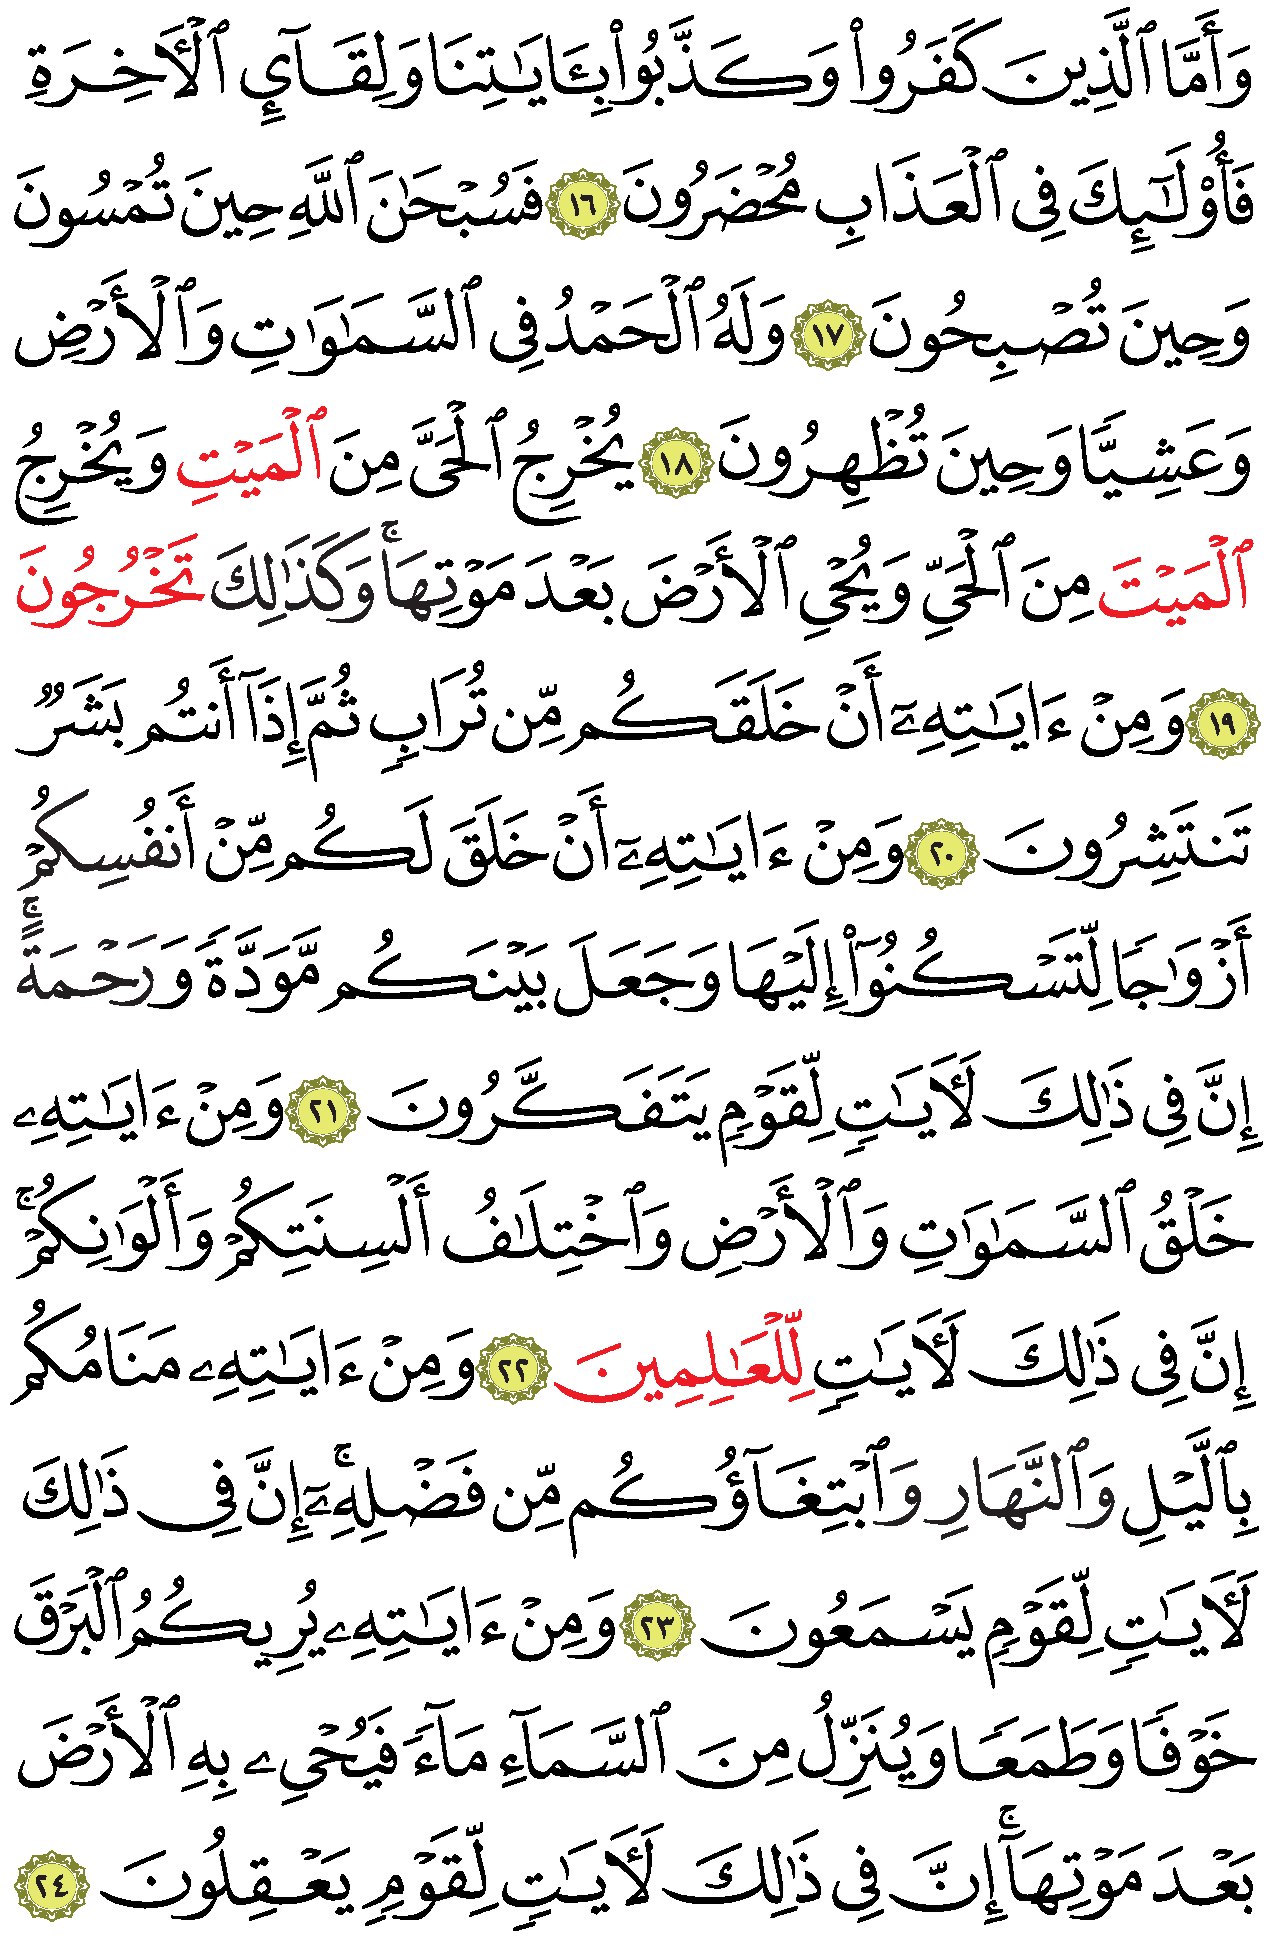 وَأَمَّا ٱلَّذِينَ كَفَرُواْ وَكَذَّبُواْ بِـَٔايَٰتِنَا وَلِقَآيِٕ ٱلۡأٓخِرَةِ
فَأُوْلَٰٓئِكَ فِي ٱلۡعَذَابِ مُحۡضَرُونَ ١٦ فَسُبۡحَٰنَ ٱللَّهِ حِينَ تُمۡسُونَ
وَحِينَ تُصۡبِحُونَ ١٧ وَلَهُ ٱلۡحَمۡدُ فِي ٱلسَّمَٰوَٰتِ وَٱلۡأَرۡضِ
وَعَشِيّٗا وَحِينَ تُظۡهِرُونَ ١٨ يُخۡرِجُ ٱلۡحَيَّ مِنَ ٱلۡمَيۡتِ وَيُخۡرِجُ
ٱلۡمَيۡتَ مِنَ ٱلۡحَيِّ وَيُحۡيِ ٱلۡأَرۡضَ بَعۡدَ مَوۡتِهَاۚ وَكَذَٰلِكَ تَخۡرُجُونَ
١٩ وَمِنۡ ءَايَٰتِهِۦٓ أَنۡ خَلَقَكُم مِّن تُرَابٖ ثُمَّ إِذَآ أَنتُم بَشَرٞ
تَنتَشِرُونَ ٢٠ وَمِنۡ ءَايَٰتِهِۦٓ أَنۡ خَلَقَ لَكُم مِّنۡ أَنفُسِكُمۡ
أَزۡوَٰجٗا لِّتَسۡكُنُوٓاْ إِلَيۡهَا وَجَعَلَ بَيۡنَكُم مَّوَدَّةٗ وَرَحۡمَةًۚ
إِنَّ فِي ذَٰلِكَ لَأٓيَٰتٖ لِّقَوۡمٖ يَتَفَكَّرُونَ ٢١ وَمِنۡ ءَايَٰتِهِۦ
خَلۡقُ ٱلسَّمَٰوَٰتِ وَٱلۡأَرۡضِ وَٱخۡتِلَٰفُ أَلۡسِنَتِكُمۡ وَأَلۡوَٰنِكُمۡۚ
إِنَّ فِي ذَٰلِكَ لَأٓيَٰتٖ لِّلۡعَٰلِمِينَ ٢٢ وَمِنۡ ءَايَٰتِهِۦ مَنَامُكُم
بِٱلَّيۡلِ وَٱلنَّهَارِ وَٱبۡتِغَآؤُكُم مِّن فَضۡلِهِۦٓۚ إِنَّ فِي ذَٰلِكَ
لَأٓيَٰتٖ لِّقَوۡمٖ يَسۡمَعُونَ ٢٣ وَمِنۡ ءَايَٰتِهِۦ يُرِيكُمُ ٱلۡبَرۡقَ
خَوۡفٗا وَطَمَعٗا وَيُنَزِّلُ مِنَ ٱلسَّمَآءِ مَآءٗ فَيُحۡيِۦ بِهِ ٱلۡأَرۡضَ
بَعۡدَ مَوۡتِهَآۚ إِنَّ فِي ذَٰلِكَ لَأٓيَٰتٖ لِّقَوۡمٖ يَعۡقِلُونَ ٢٤